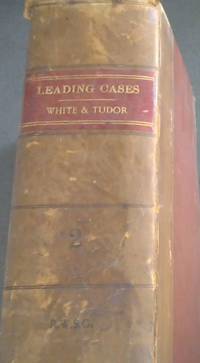 LEADING CASES
WHITE & TUDOR
2
R.&S.G.